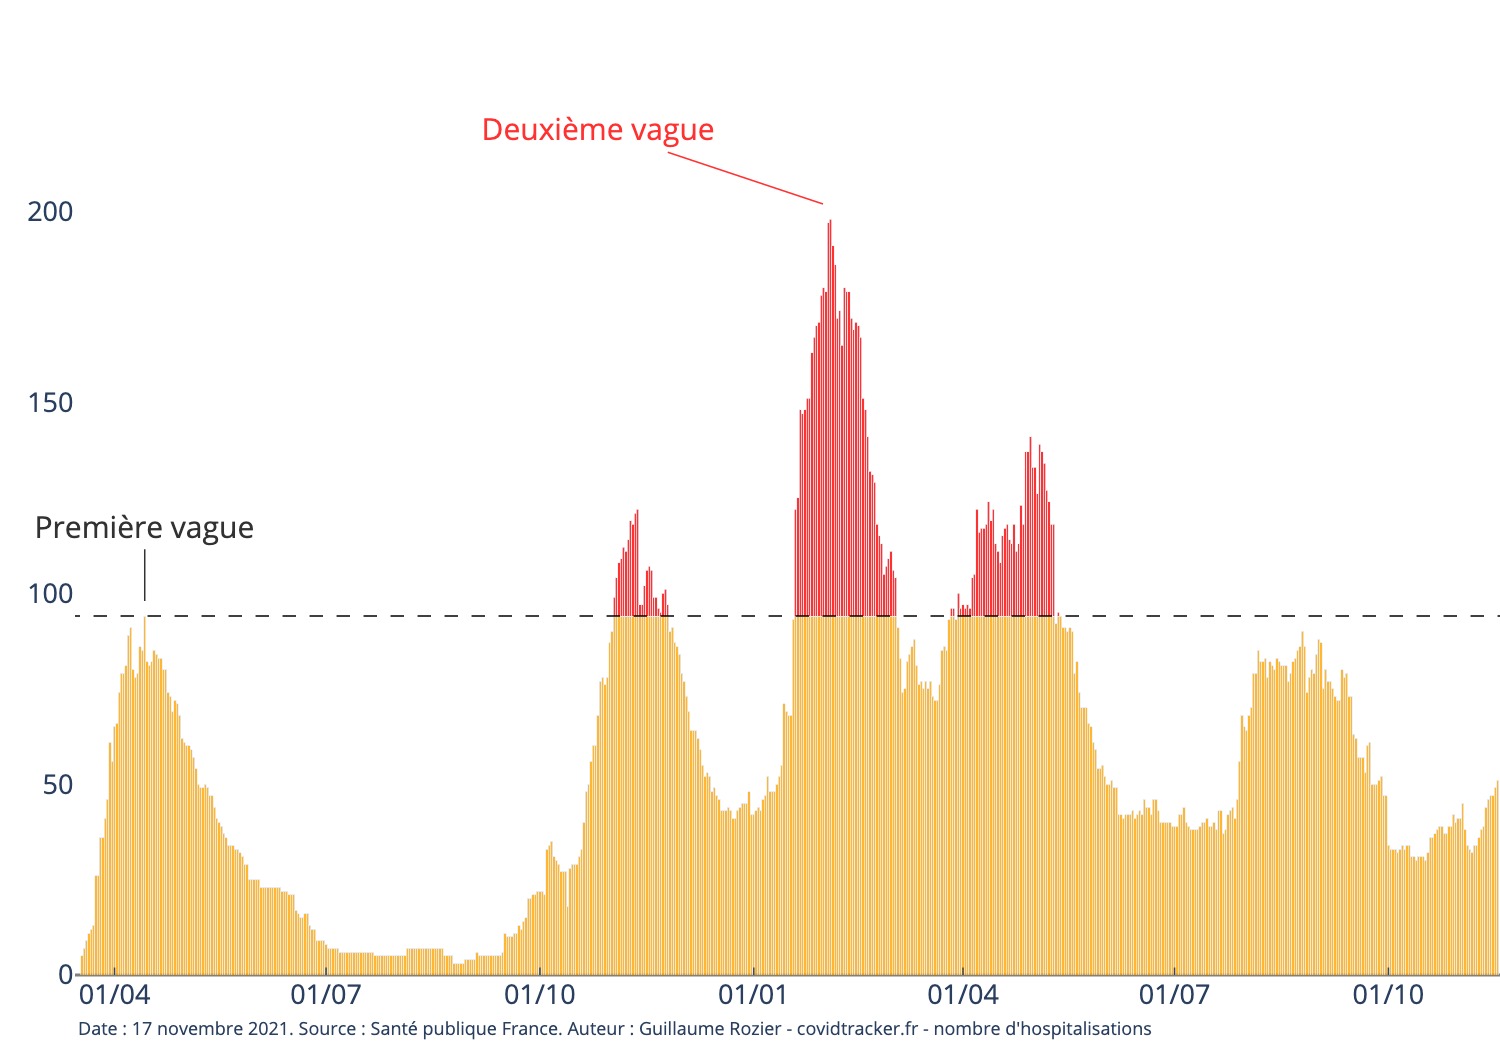 Deuxième vague
200
150
Première vague
100
50
0
01/04 01/07 01/10 01/01 01/04 01/07 01/10
Date : 17 novembre 2021. Source : Santé publique France. Auteur : Guillaume Rozier - covidtracker.fr - nombre d'hospitalisations